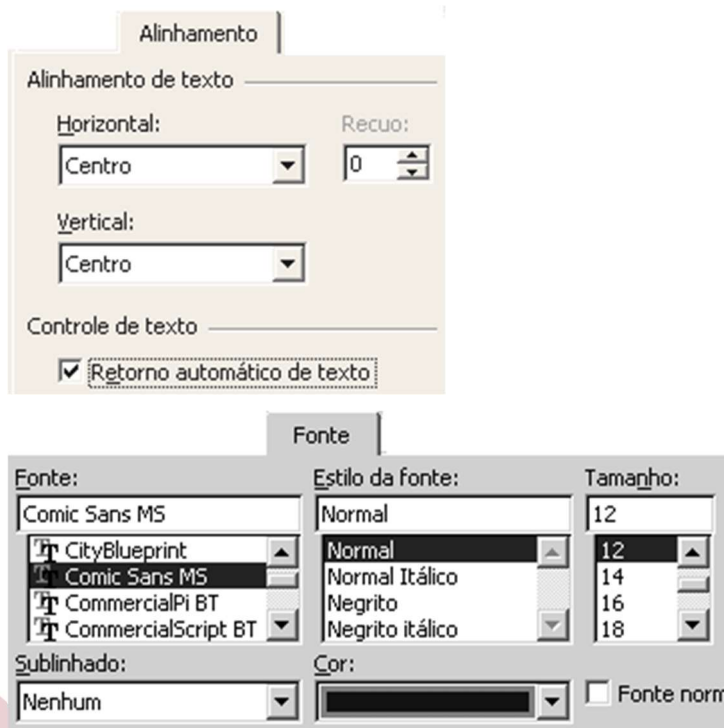 Alinhamento
Alinhamento de texto
Horizontal: Recuo:
Centro 0
Vertical:
Centro
Controle de texto
Retorno automático de texto
Fonte
Fonte: Estilo da fonte: Tamanho:
Comic Sans MS Normal 12
CityBlueprint Normal 12
Comic Sans MS Normal Itálico 14
CommercialPi BT Negrito 16
CommercialScript BT Negrito itálico 18
Sublinhado: Cor:
Nenhum Fonte norm